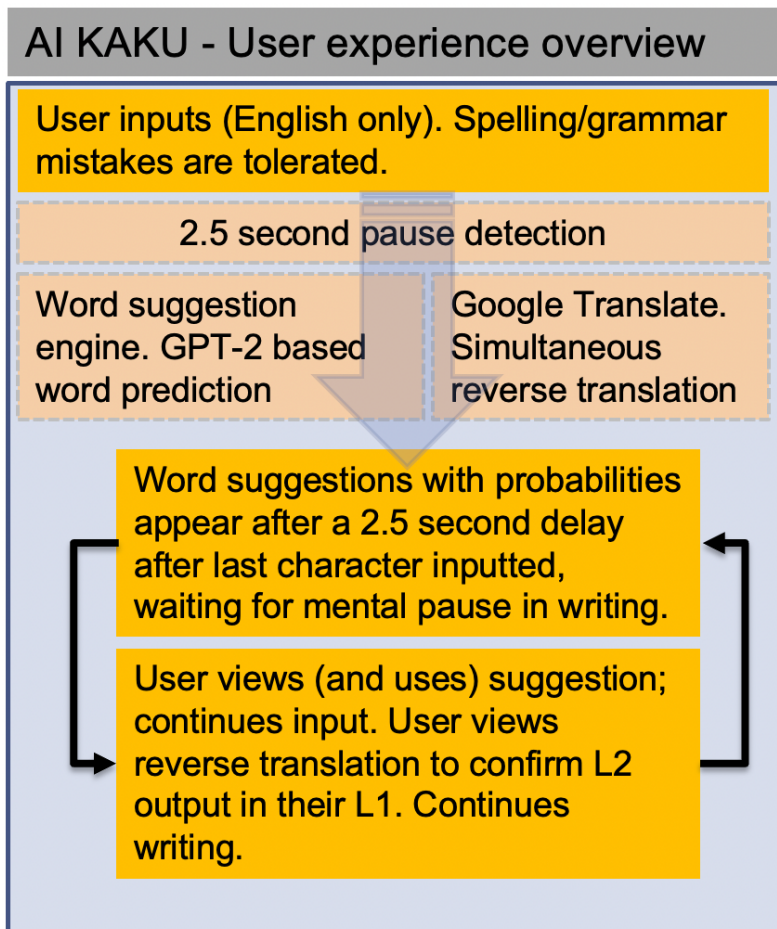 AI KAKU - User experience overview
User inputs (English only). Spelling/grammar
mistakes are tolerated.
2.5 second pause detection
Word suggestion
engine. GPT-2 based
word prediction
Google Translate.
Simultaneous
reverse translation
Word suggestions with probabilities
appear after a 2.5 second delay
after last character inputted,
waiting for mental pause in writing.
User views (and uses) suggestion;
continues input. User views
reverse translation to confirm L2
output in their L1. Continues
writing.